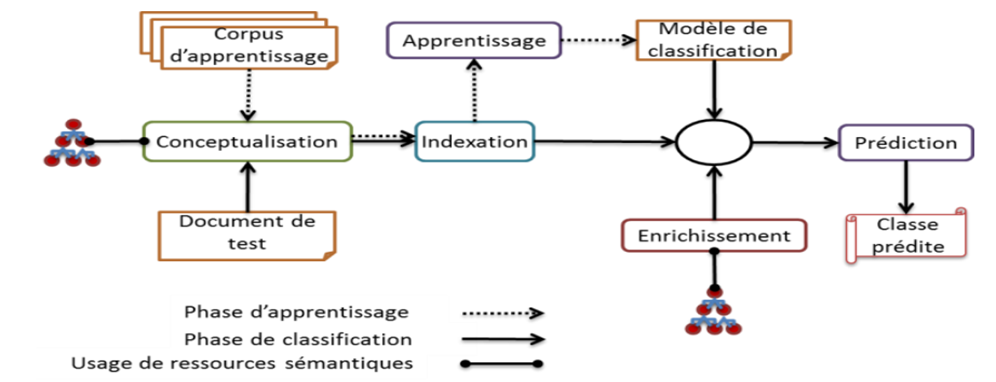 Corpus
d’apprentissage
Apprentissage
Modèle de
classification
Conceptualisation
Indexation
Prédiction
Document de
test
Enrichissement
Classe
prédite
Phase d’apprentissage
Phase de classification
Usage de ressources sémantiques